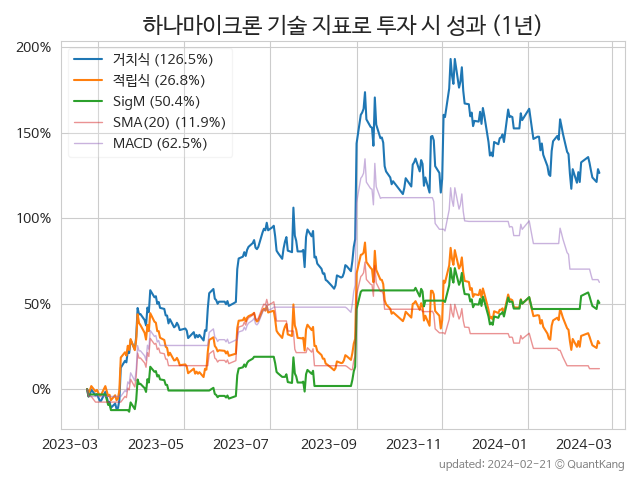 하나마이크론 기술 지표로 투자 시 성과 (1년)
200%
150%
100%
50%
0%
거치식 (126.5%)
적립식 (26.8%)
SigM (50.4%)
SMA(20) (11.9%)
MACD (62.5%)
2023-03
2023-05
2023-07
2023-09
2023-11
2024-01
2024-03
updated: 2024-02-21 © QuantKang